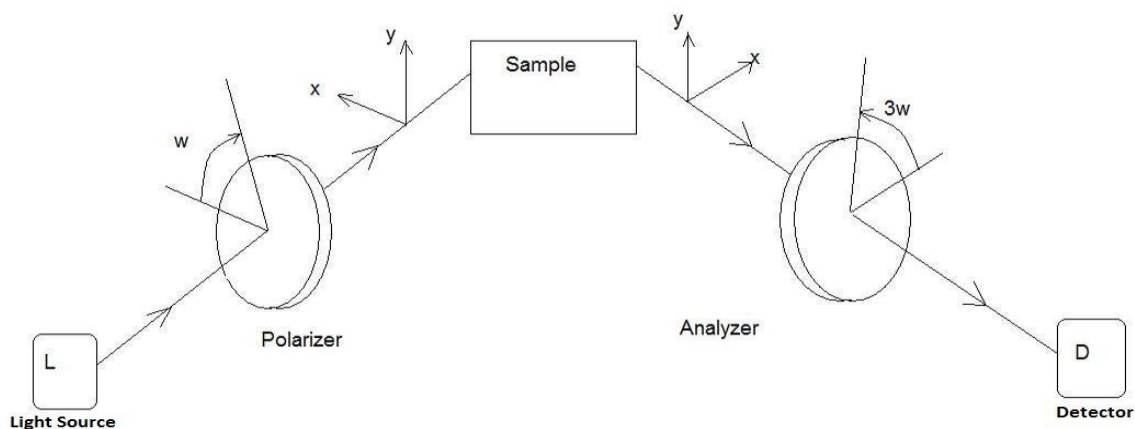 y
x
Sample
y
x
w
3w
Polarizer
Analyzer
L
Light Source
D
Detector